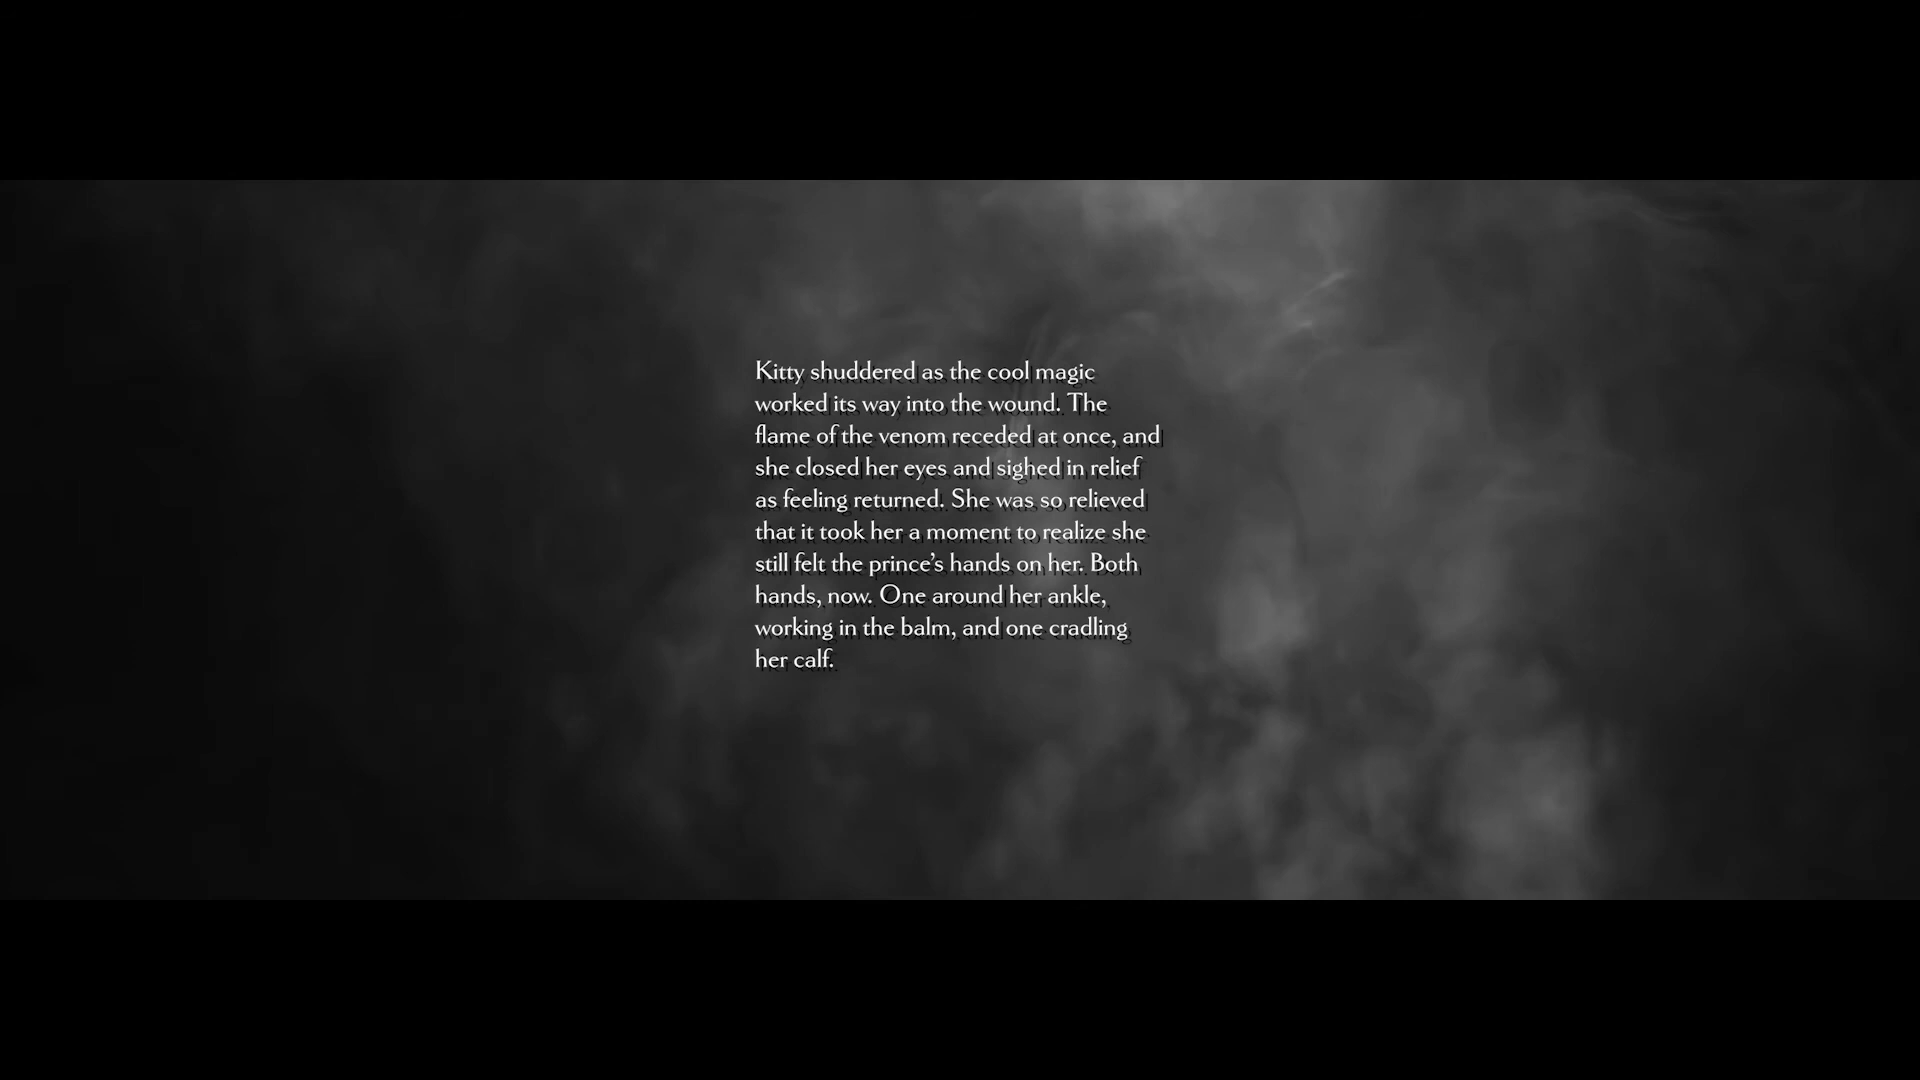 Kitty shuddered as the cool magic
worked its way into the wound. The
flame of the venom receded at once, and
she closed her eyes and sighed in relief
as feeling returned. She was so relieved
that it took her a moment to realize she
still felt the prince’s hands on her. Both
hands, now. One around her ankle,
working in the balm, and one cradling
her calf.